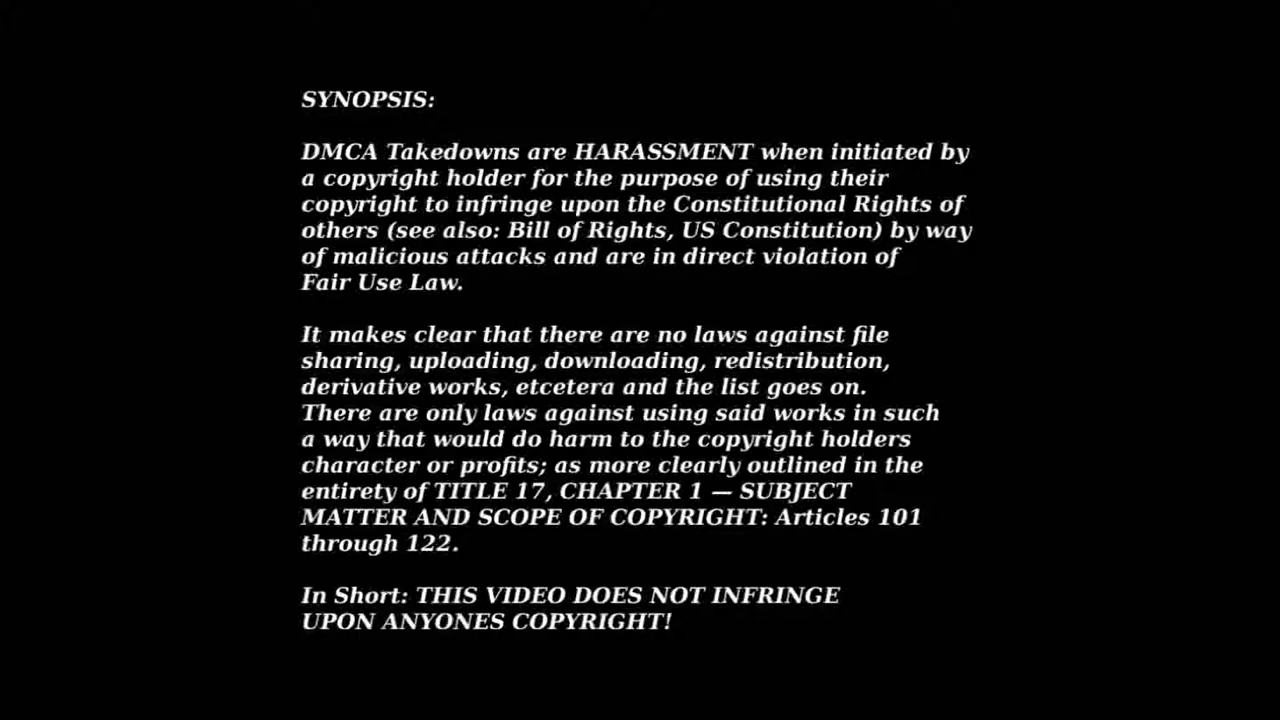 SYNOPSIS:
DMCA Takedowns are HARASSMENT when initiated by
a copyright holder for the purpose of using their
copyright to infringe upon the Constitutional Rights of
others (see also: Bill of Rights, US Constitution) by way
of malicious attacks and are in direct violation of
Fair Use Law.
It makes clear that there are no laws against file
sharing, uploading, downloading, redistribution,
derivative works, etcetera and the list goes on.
There are only laws against using said works in such
a way that would do harm to the copyright holders
character or profits; as more clearly outlined in the
entirety of TITLE 17, CHAPTER 1 — SUBJECT
MATTER AND SCOPE OF COPYRIGHT: Articles 101
through 122.
In Short: THIS VIDEO DOES NOT INFRINGE
UPON ANYONES COPYRIGHT!